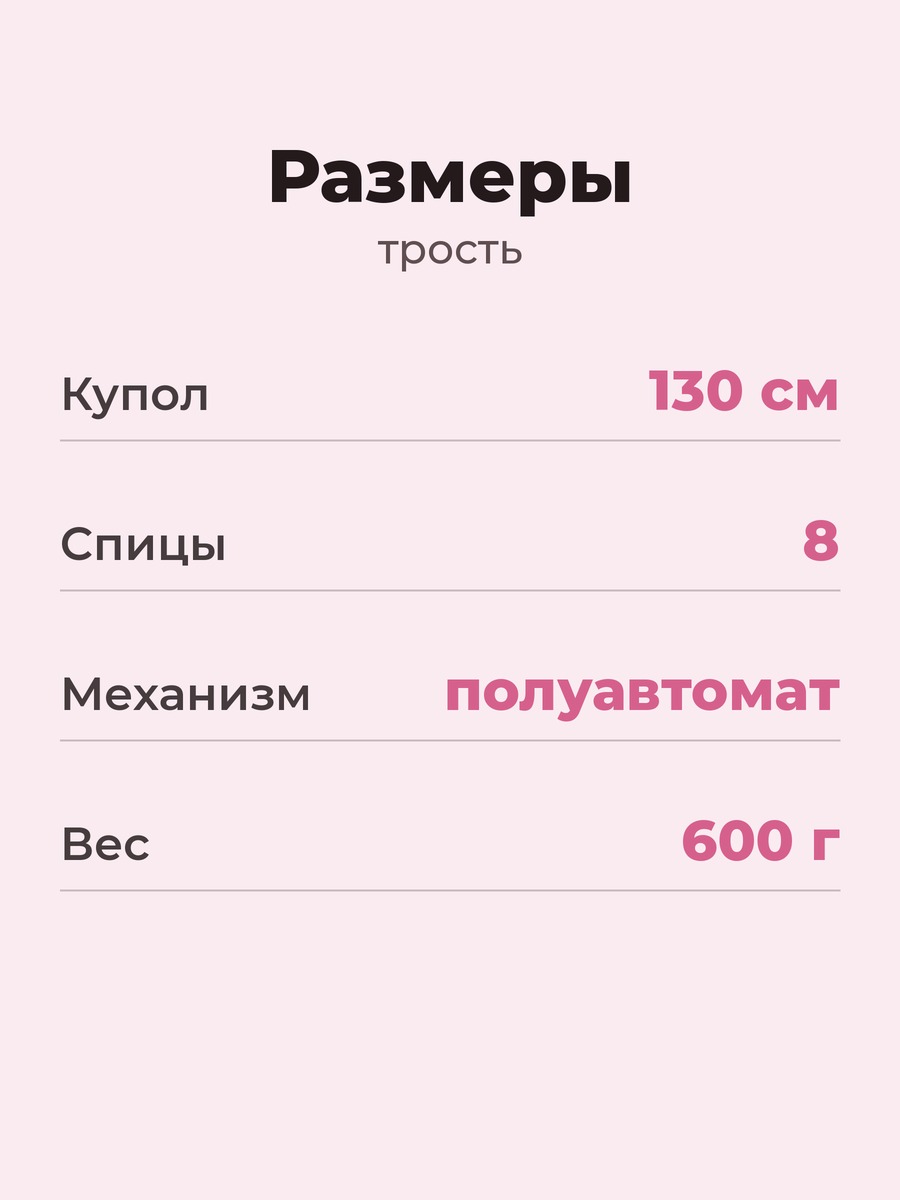 Размеры
трость
Купол 130 см
Спицы 8
Механизм полуавтомат
Вес 600 г